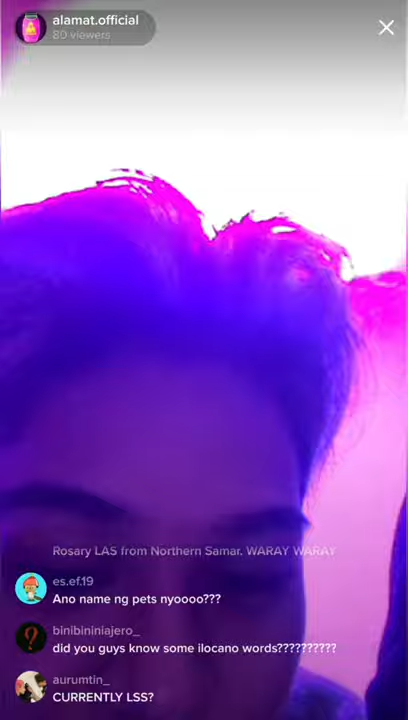 alamat.official
80 viewers
Rosary LAS from Northern Samar. WARAY WARAY
es.ef.19
Ano name ng pets nyoooo???
binibininiajero_
did you guys know some ilocano words??????????
aurumtin_
CURRENTLY LSS?